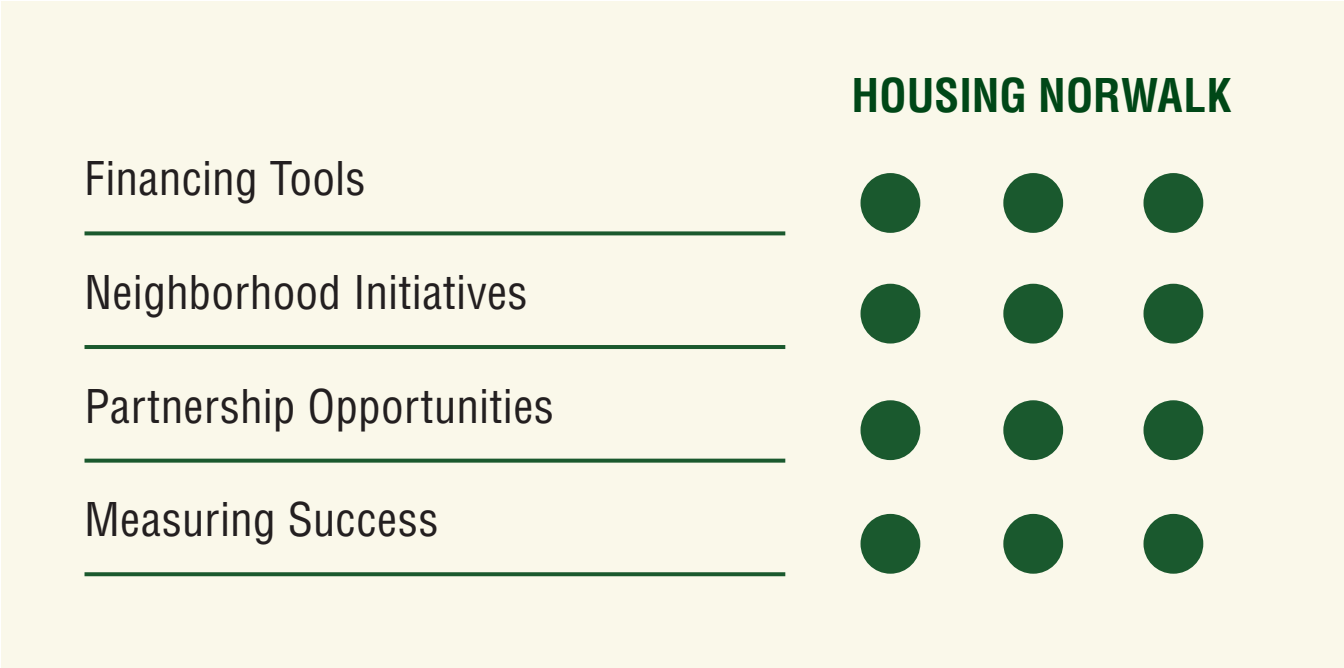 HOUSING NORWALK
Financing Tools
Neighborhood Initiatives
Partnership Opportunities
Measuring Success